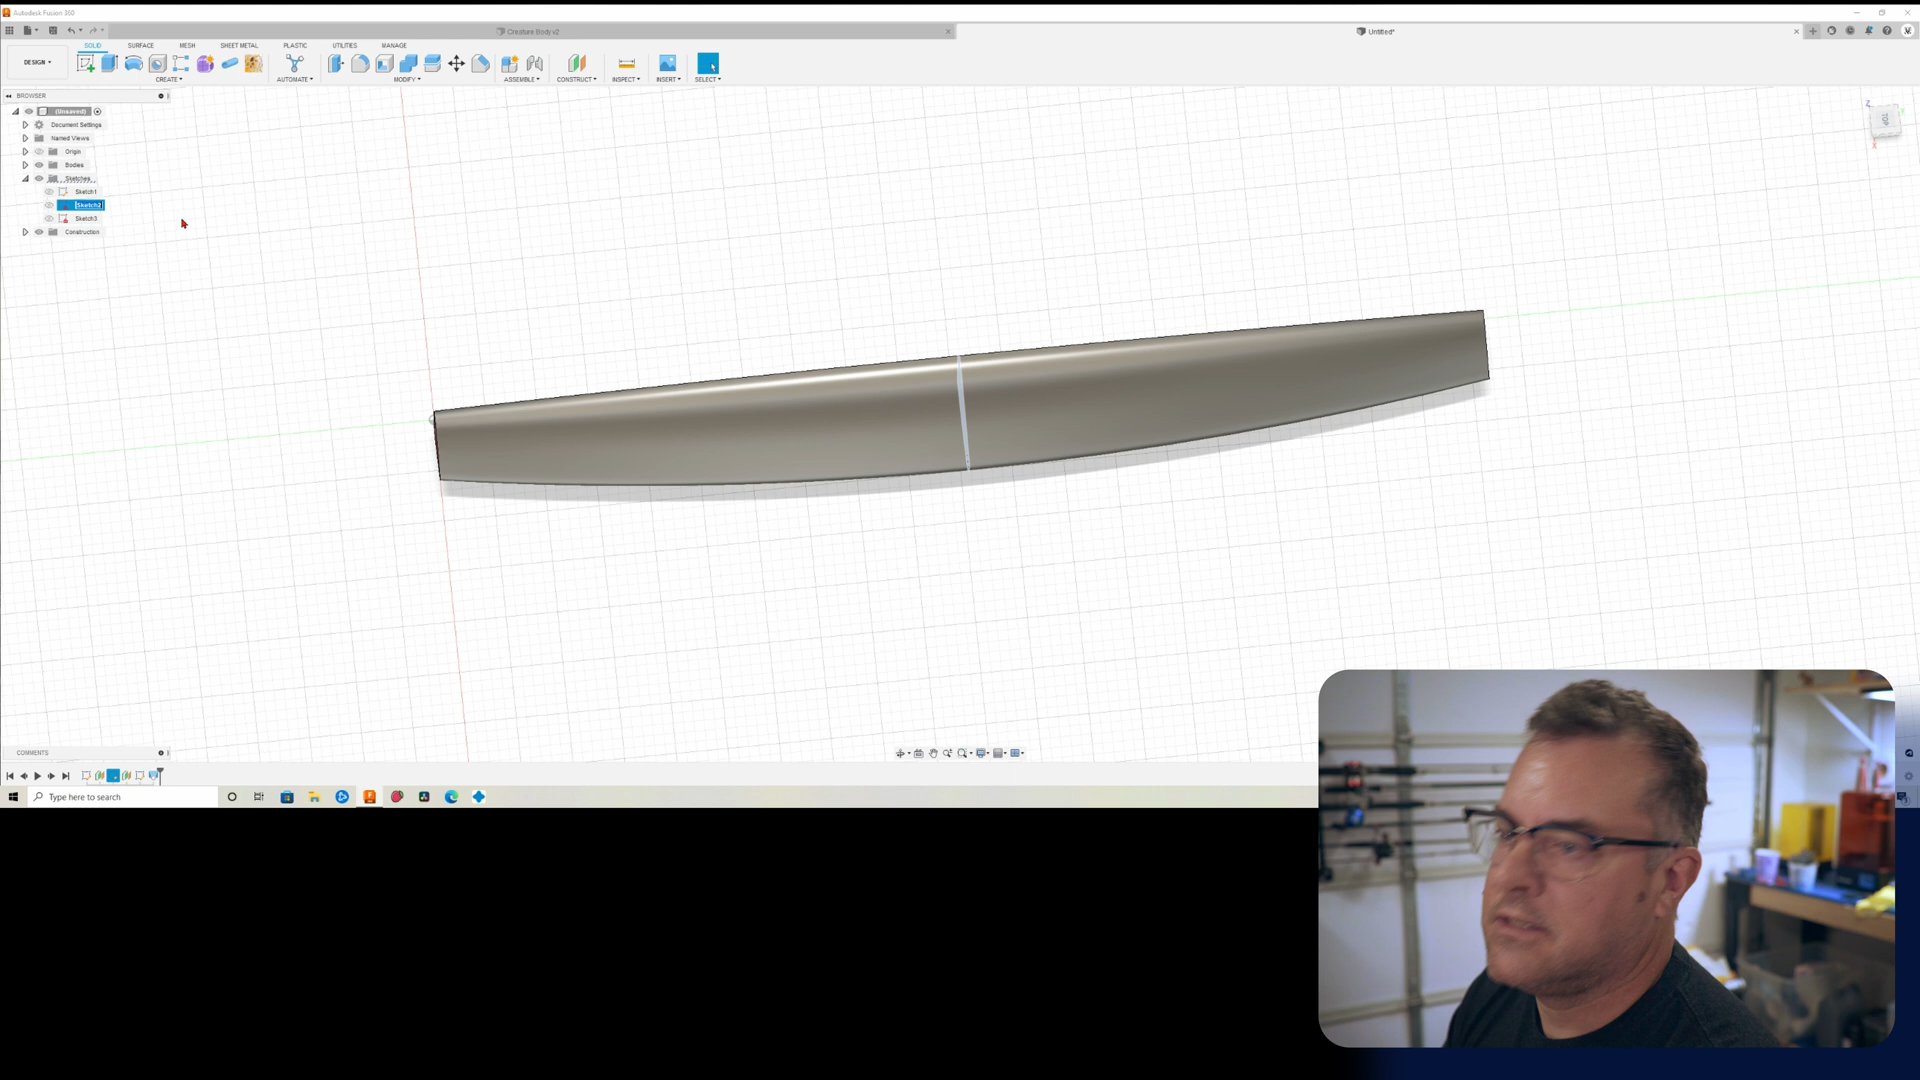 Autodesk Fusion 360
Creature Body v2
Untitled*
SOLID SURFACE MESH SHEET METAL PLASTIC UTILITIES MANAGE
DESIGN
CREATE AUTOMATE MODIFY ASSEMBLE CONSTRUCT INSPECT INSERT SELECT
BROWSER
(Unsaved)
Document Settings
Named Views
Origin
Bodies
Sketches
Sketch1
Sketch2
Sketch3
Construction
Z
TOP
X
COMMENTS
Type here to search